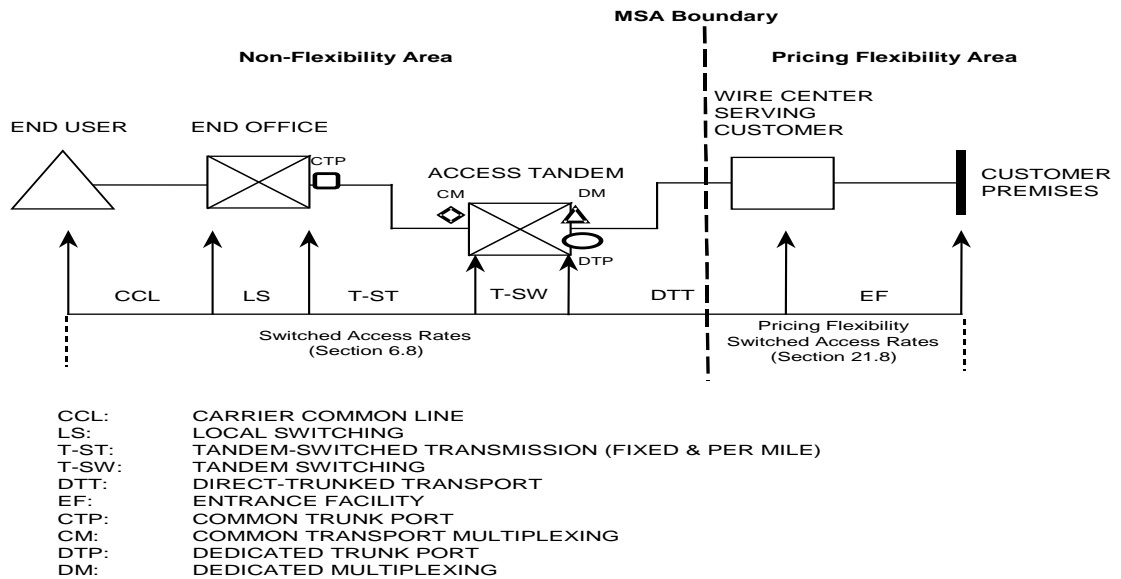 MSA Boundary
Non-Flexibility Area
Pricing Flexibility Area
WIRE CENTER
SERVING
CUSTOMER
END USER
END OFFICE
CTP
ACCESS TANDEM
CM
DM
CUSTOMER
PREMISES
DTP
CCL
LS
T-ST
T-SW
DTT
EF
Switched Access Rates
(Section 6.8)
Pricing Flexibility
Switched Access Rates
(Section 21.8)
CCL: CARRIER COMMON LINE
LS: LOCAL SWITCHING
T-ST: TANDEM-SWITCHED TRANSMISSION (FIXED & PER MILE)
T-SW: TANDEM SWITCHING
DTT: DIRECT-TRUNKED TRANSPORT
EF: ENTRANCE FACILITY
CTP: COMMON TRUNK PORT
CM: COMMON TRANSPORT MULTIPLEXING
DTP: DEDICATED TRUNK PORT
DM: DEDICATED MULTIPLEXING